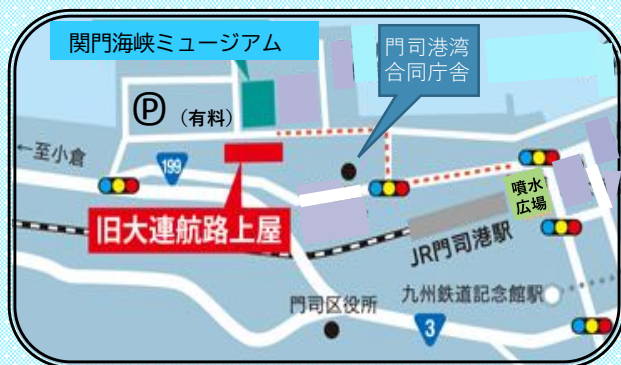 関門海峡ミュージアム
門司港湾
合同庁舎
Ⓟ (有料)
←至小倉
199
旧大連航路上屋
噴水
広場
JR門司港駅
門司区役所
九州鉄道記念館駅
3